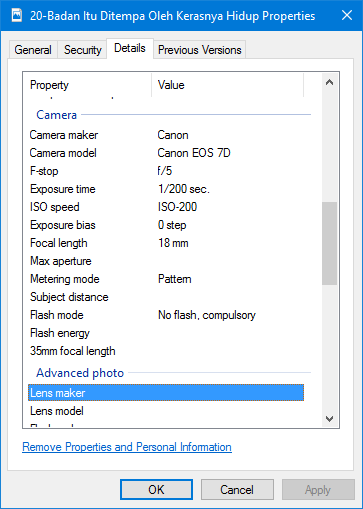 20-Badan Itu Ditempa Oleh Kerasnya Hidup Properties
General Security Details Previous Versions
Property Value
Camera
Camera maker Canon
Camera model Canon EOS 7D
F-stop f/5
Exposure time 1/200 sec.
ISO speed ISO-200
Exposure bias 0 step
Focal length 18 mm
Max aperture
Metering mode Pattern
Subject distance
Flash mode No flash, compulsory
Flash energy
35mm focal length
Advanced photo
Lens maker
Lens model
Remove Properties and Personal Information
OK Cancel Apply